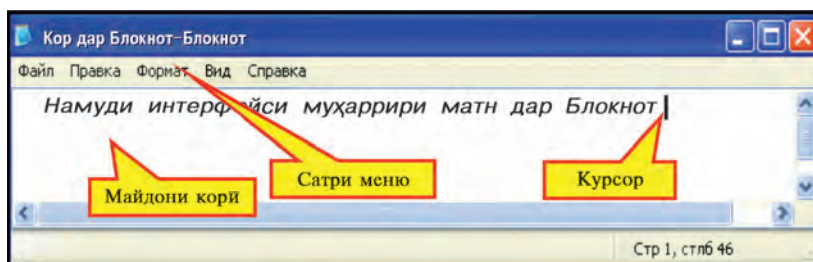 Кор дар Блокнот-Блокнот
Файл Правка Формат Вид Справка
Намуди интерфейси муҳаррири матн дар Блокнот
Майдони корӣ
Сатри меню
Курсор
Стр 1, стлб 46